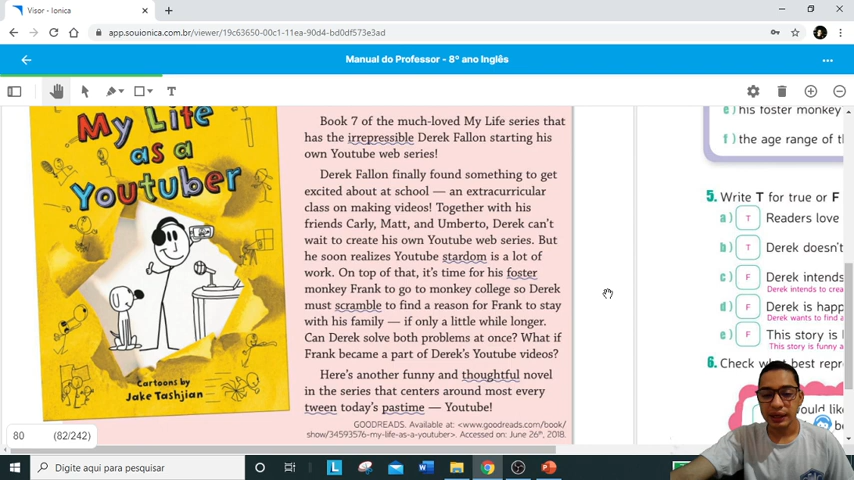 Visor - Ionica
app.souionica.com.br/viewer/19c63650-00c1-11ea-90d4-bd0df573e3ad
Manual do Professor - 8º ano Inglês
T
My Life
as a
Youtuber
Cartoons by
Jake Tashjian
Book 7 of the much-loved My Life series that
has the irrepressible Derek Fallon starting his
own Youtube web series!
Derek Fallon finally found something to get
excited about at school — an extracurricular
class on making videos! Together with his
friends Carly, Matt, and Umberto, Derek can't
wait to create his own Youtube web series. But
he soon realizes Youtube stardom is a lot of
work. On top of that, it's time for his foster
monkey Frank to go to monkey college so Derek
must scramble to find a reason for Frank to stay
with his family — if only a little while longer.
Can Derek solve both problems at once? What if
Frank became a part of Derek's Youtube videos?
Here's another funny and thoughtful novel
in the series that centers around most every
tween today's pastime — Youtube!
GOODREADS. Available at: <www.goodreads.com/book/
show/34593576-my-life-as-a-youtuber>. Accessed on: June 26th, 2018.
e) his foster monkey
f) the age range of t
5. Write T for true or F
a) T Readers love
b) T Derek doesn't
c) F Derek intends
Derek intends to crea
d) F Derek is happ
Derek wants to find a
e) F This story is
This story is funny a
6. Check what best repr
would like
80 (82/242)
Digite aqui para pesquisar